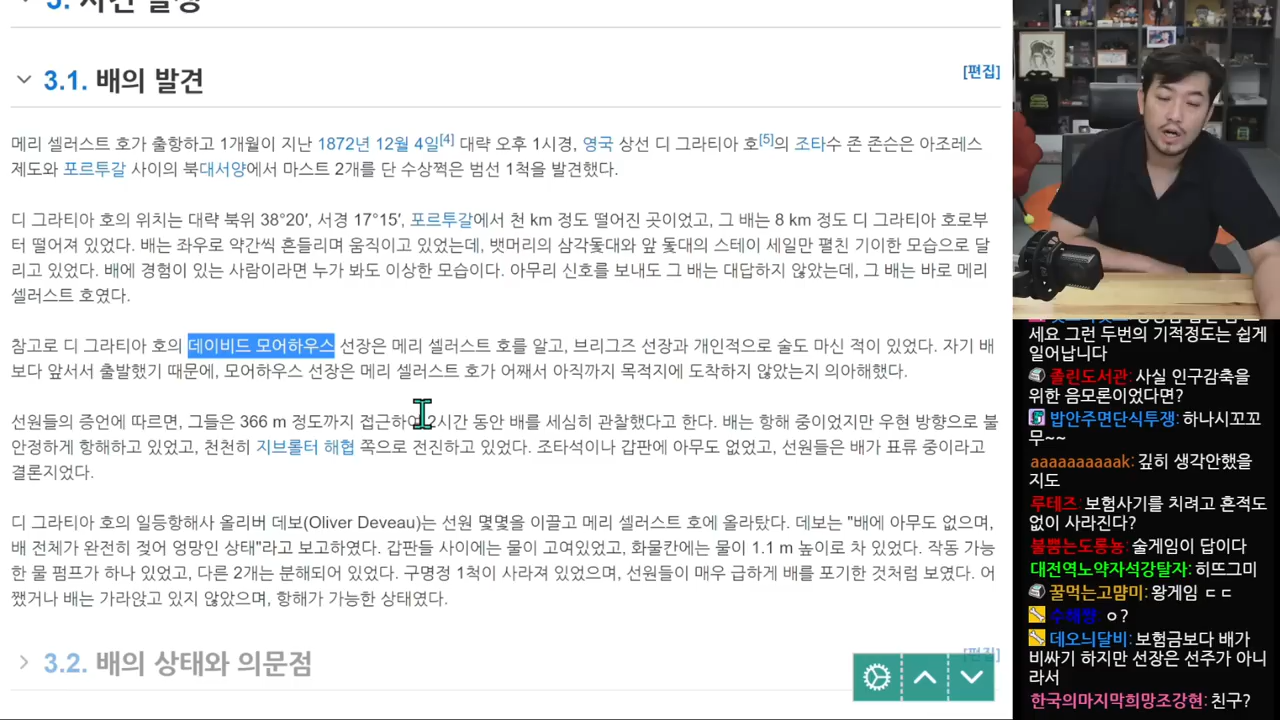 3. 사건 발생
3.1. 배의 발견
[편집]
메리 셀러스트 호가 출항하고 1개월이 지난 1872년 12월 4일[4] 대략 오후 1시경, 영국 상선 디 그라티아 호[5]의 조타수 존 존슨은 아조레스
제도와 포르투갈 사이의 북대서양에서 마스트 2개를 단 수상쩍은 범선 1척을 발견했다.
디 그라티아 호의 위치는 대략 북위 38°20′, 서경 17°15′, 포르투갈에서 천 km 정도 떨어진 곳이었고, 그 배는 8 km 정도 디 그라티아 호로부
터 떨어져 있었다. 배는 좌우로 약간씩 흔들리며 움직이고 있었는데, 뱃머리의 삼각돛대와 앞 돛대의 스테이 세일만 펼친 기이한 모습으로 달
리고 있었다. 배에 경험이 있는 사람이라면 누가 봐도 이상한 모습이다. 아무리 신호를 보내도 그 배는 대답하지 않았는데, 그 배는 바로 메리
셀러스트 호였다.
참고로 디 그라티아 호의 데이비드 모어하우스 선장은 메리 셀러스트 호를 알고, 브리그즈 선장과 개인적으로 술도 마신 적이 있었다. 자기 배
보다 앞서서 출발했기 때문에, 모어하우스 선장은 메리 셀러스트 호가 어째서 아직까지 목적지에 도착하지 않았는지 의아해했다.
선원들의 증언에 따르면, 그들은 366 m 정도까지 접근하여 2시간 동안 배를 세심히 관찰했다고 한다. 배는 항해 중이었지만 우현 방향으로 불
안정하게 항해하고 있었고, 천천히 지브롤터 해협 쪽으로 전진하고 있었다. 조타석이나 갑판에 아무도 없었고, 선원들은 배가 표류 중이라고
결론지었다.
디 그라티아 호의 일등항해사 올리버 데보(Oliver Deveau)는 선원 몇몇을 이끌고 메리 셀러스트 호에 올라탔다. 데보는 "배에 아무도 없으며,
배 전체가 완전히 젖어 엉망인 상태"라고 보고하였다. 갑판들 사이에는 물이 고여있었고, 화물칸에는 물이 1.1 m 높이로 차 있었다. 작동 가능
한 물 펌프가 하나 있었고, 다른 2개는 분해되어있었다. 구명정 1척이 사라져 있었으며, 선원들이 매우 급하게 배를 포기한 것처럼 보였다. 어
쨌거나 배는 가라앉고 있지 않았으며, 항해가 가능한 상태였다.
3.2. 배의 상태와 의문점
[편집]
세요 그런 두번의 기적정도는 쉽게
일어납니다
졸린도서관: 사실 인구감축을
위한 음모론이었다면?
밥안주면단식투쟁: 하나시꼬꼬
무~~
aaaaaaaaaak: 깊히 생각안했을
지도
루테즈: 보험사기를 치려고 흔적도
없이 사라진다?
불뿜는도롱뇽: 술게임이 답이다
대전역노약자석강탈자: 히뜨그미
꿀먹는고먐미: 왕게임 ㄷㄷ
수해향: ㅇ?
데오늬달비: 보험금보다 배가
비싸기 하지만 선장은 선주가 아니
라서
한국의마지막희망조강현: 친구?